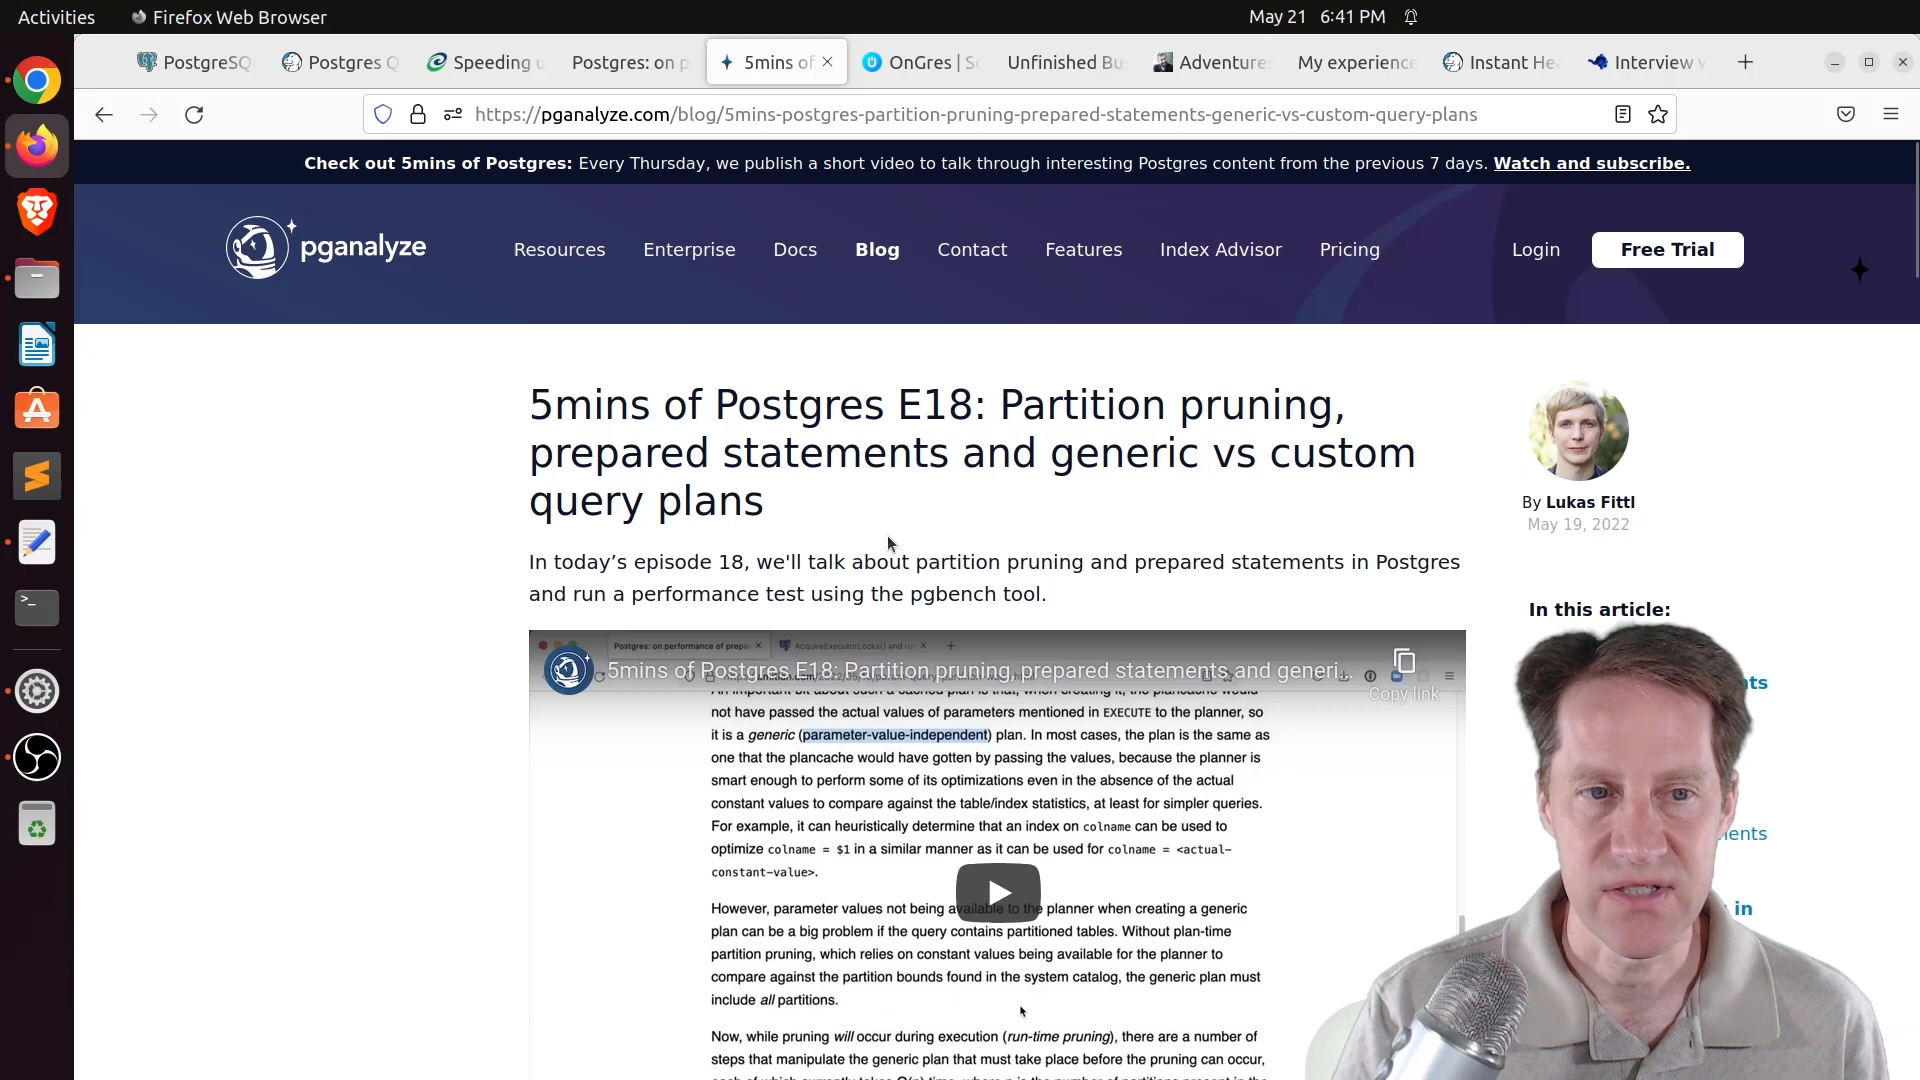 Activities
Firefox Web Browser
May 21 6:41 PM
PostgreSQ
Postgres Q
Speeding u
Postgres: on p
5mins of
OnGres | S
Unfinished Bu
Adventure
My experience
Instant He
Interview
https://pganalyze.com/blog/5mins-postgres-partition-pruning-prepared-statements-generic-vs-custom-query-plans
Check out 5mins of Postgres: Every Thursday, we publish a short video to talk through interesting Postgres content from the previous 7 days. Watch and subscribe.
pganalyze
Resources
Enterprise
Docs
Blog
Contact
Features
Index Advisor
Pricing
Login
Free Trial
5mins of Postgres E18: Partition pruning,
prepared statements and generic vs custom
query plans
By Lukas Fittl
May 19, 2022
In today’s episode 18, we'll talk about partition pruning and prepared statements in Postgres
and run a performance test using the pgbench tool.
In this article:
nts
ents
in
Postgres: on performance of prepa
AcquireExecutorLocks() and ru
5mins of Postgres E18: Partition pruning, prepared statements and generi...
Copy link
not have passed the actual values of parameters mentioned in EXECUTE to the planner, so
it is a generic (parameter-value-independent) plan. In most cases, the plan is the same as
one that the plancache would have gotten by passing the values, because the planner is
smart enough to perform some of its optimizations even in the absence of the actual
constant values to compare against the table/index statistics, at least for simpler queries.
For example, it can heuristically determine that an index on colname can be used to
optimize colname = $1 in a similar manner as it can be used for colname = <actual-
constant-value>.
However, parameter values not being available to the planner when creating a generic
plan can be a big problem if the query contains partitioned tables. Without plan-time
partition pruning, which relies on constant values being available for the planner to
compare against the partition bounds found in the system catalog, the generic plan must
include all partitions.
Now, while pruning will occur during execution (run-time pruning), there are a number of
steps that manipulate the generic plan that must take place before the pruning can occur,